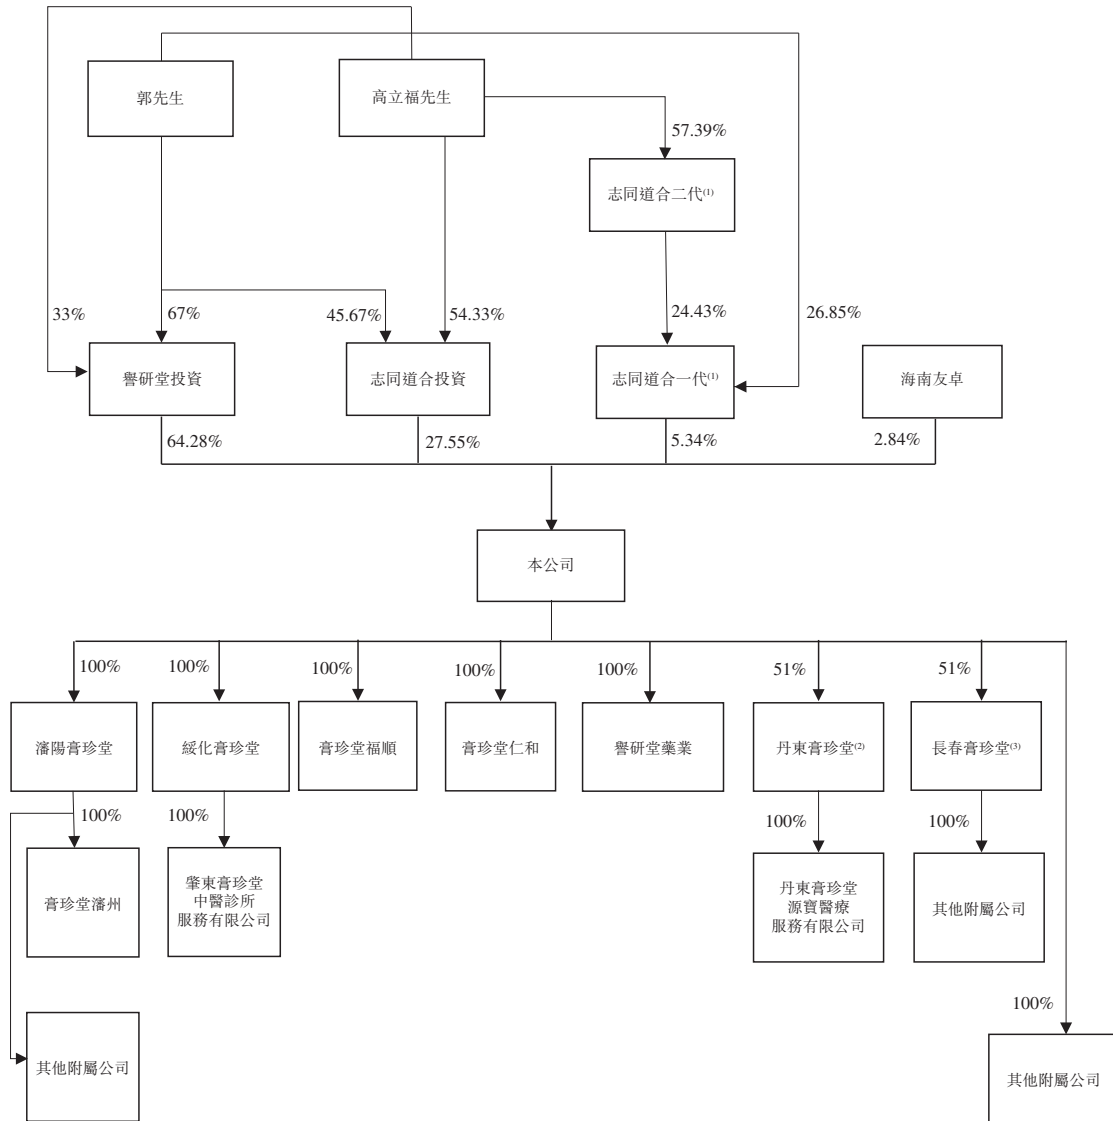 郭先生
高立福先生
57.39%
志同道合二代(1)
33%
67%
45.67%
54.33%
24.43%
26.85%
譽研堂投資
志同道合投資
志同道合一代(1)
海南友卓
64.28%
27.55%
5.34%
2.84%
本公司
100%
100%
100%
100%
100%
51%
51%
瀋陽膏珍堂
綏化膏珍堂
膏珍堂福順
膏珍堂仁和
譽研堂藥業
丹東膏珍堂(2)
長春膏珍堂(3)
100%
100%
100%
100%
膏珍堂瀋州
肇東膏珍堂
中醫診所
服務有限公司
丹東膏珍堂
源寶醫療
服務有限公司
其他附屬公司
100%
其他附屬公司
其他附屬公司